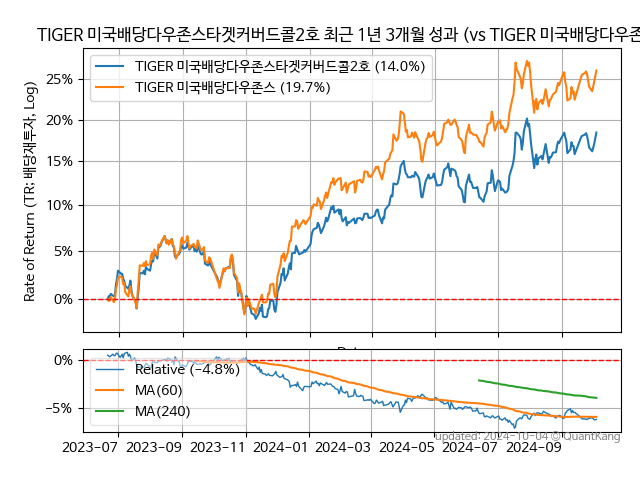 TIGER 미국배당다우존스타겟커버드콜2호 최근 1년 3개월 성과 (vs TIGER 미국배당다우존
TIGER 미국배당다우존스타겟커버드콜2호 (14.0%)
TIGER 미국배당다우존스 (19.7%)
Rate of Return (TR: 배당재투자, Log)
25%
20%
15%
10%
5%
0%
0%
−5%
Relative (−4.8%)
MA(60)
MA(240)
2023−07 2023−09 2023−11 2024−01 2024−03 2024−05 2024−07 2024−09
updated: 2024-10-04 © QuantKang